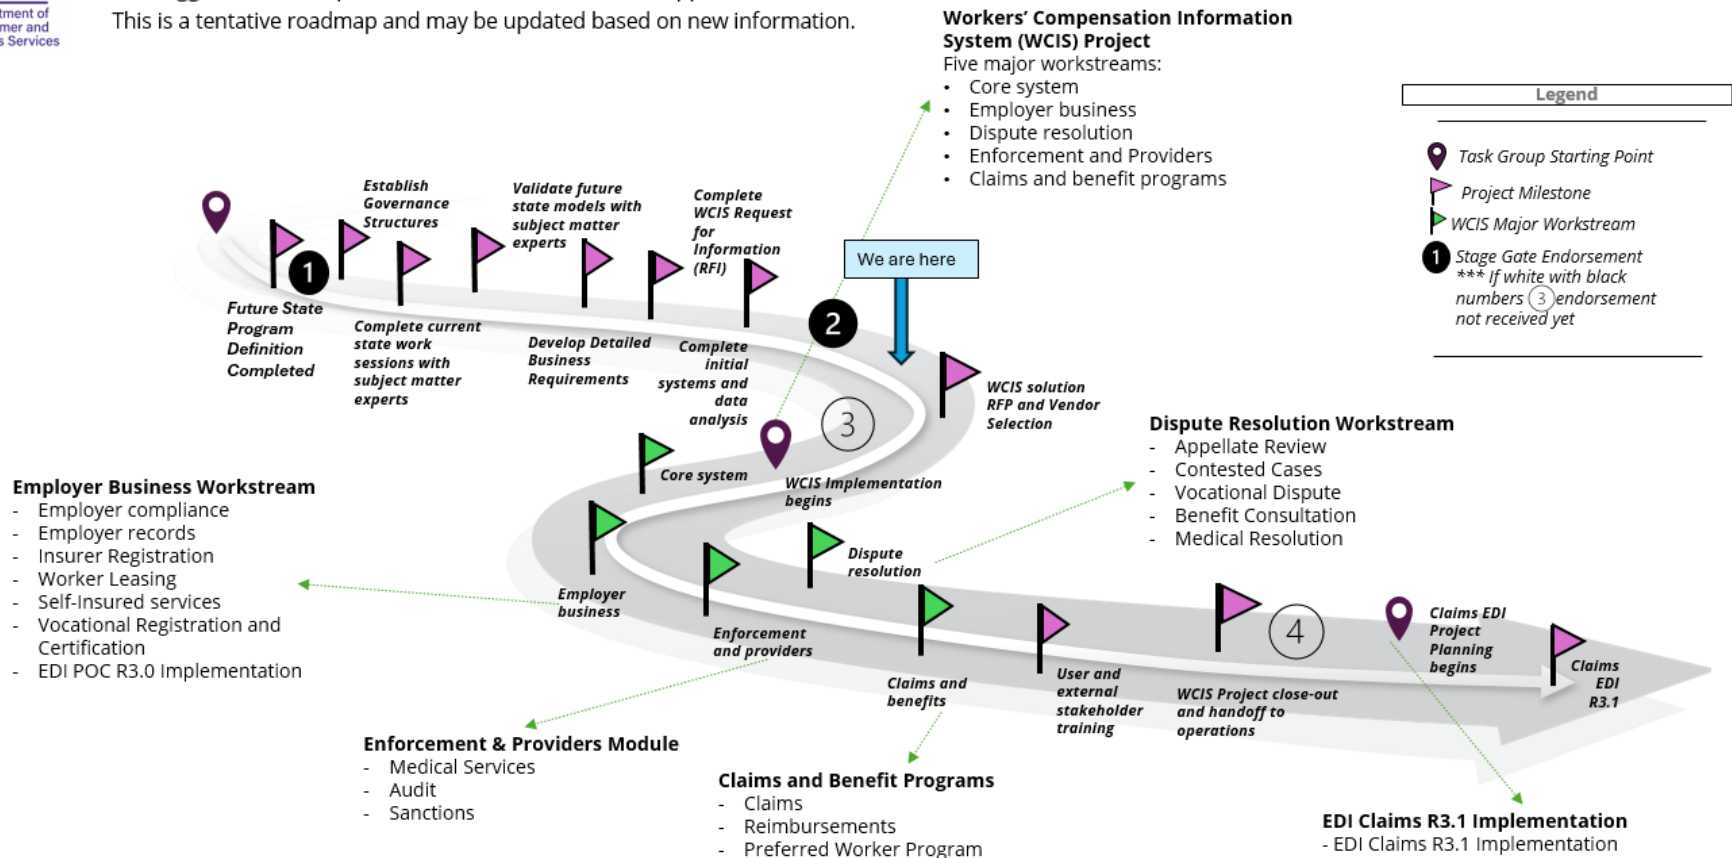 tment of
mer and
s Services
This is a tentative roadmap and may be updated based on new information.
Workers’ Compensation Information
System (WCIS) Project
Five major workstreams:
• Core system
• Employer business
• Dispute resolution
• Enforcement and Providers
• Claims and benefit programs
Legend
Task Group Starting Point
Project Milestone
WCIS Major Workstream
1 Stage Gate Endorsement
*** If white with black
numbers 3 endorsement
not received yet
Establish
Governance
Structures
Validate future
state models with
subject matter
experts
Complete
WCIS Request
for
Information
(RFI)
We are here
1
2
Future State
Program
Definition
Completed
Complete current
state work
sessions with
subject matter
experts
Develop Detailed
Business
Requirements
Complete
initial
systems and
data
analysis
WCIS solution
RFP and Vendor
Selection
3
Core system
WCIS Implementation
begins
Dispute Resolution Workstream
- Appellate Review
- Contested Cases
- Vocational Dispute
- Benefit Consultation
- Medical Resolution
Employer Business Workstream
- Employer compliance
- Employer records
- Insurer Registration
- Worker Leasing
- Self-Insured services
- Vocational Registration and
Certification
- EDI POC R3.0 Implementation
Employer
business
Dispute
resolution
Enforcement
and providers
Claims and
benefits
User and
external
stakeholder
training
4
WCIS Project close-out
and handoff to
operations
Claims EDI
Project
Planning
begins
Claims
EDI
R3.1
Enforcement & Providers Module
- Medical Services
- Audit
- Sanctions
Claims and Benefit Programs
- Claims
- Reimbursements
- Preferred Worker Program
EDI Claims R3.1 Implementation
- EDI Claims R3.1 Implementation